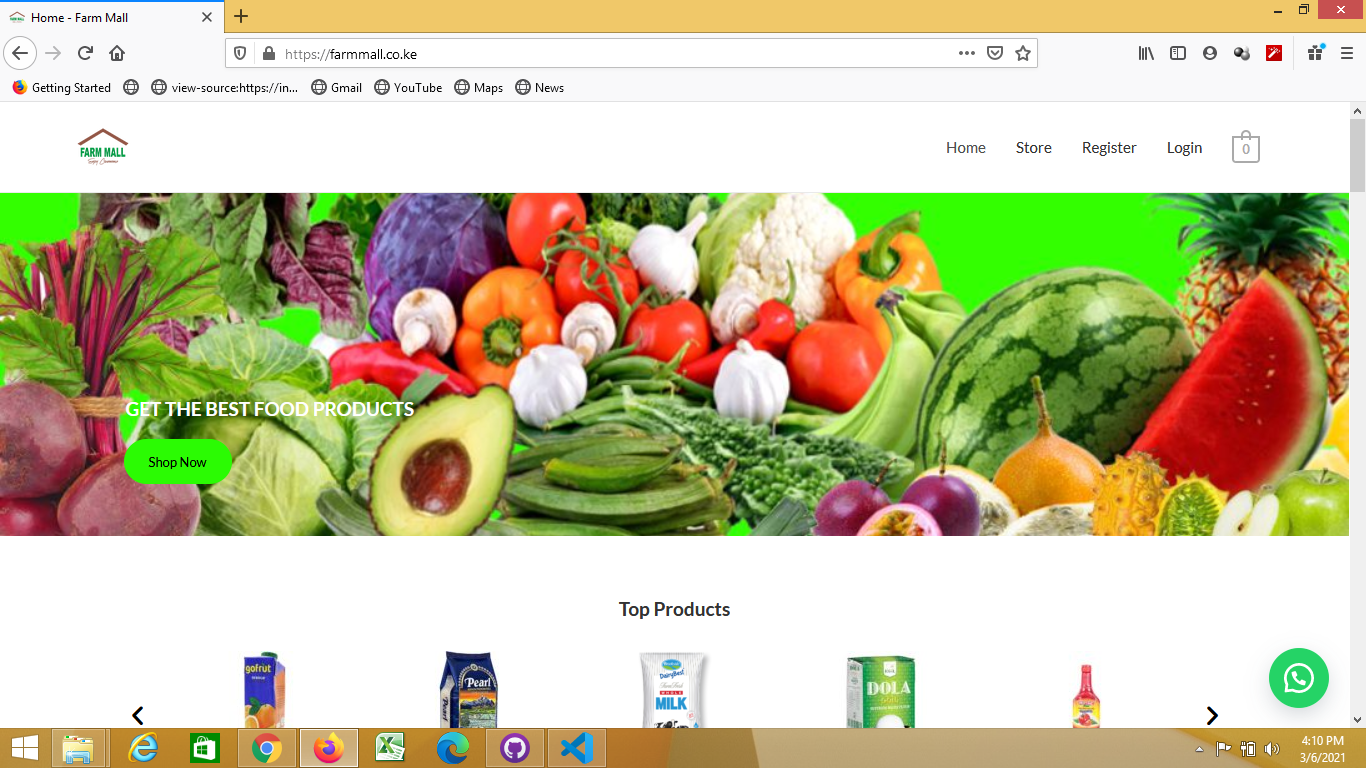 Home - Farm Mall
https://farmmall.co.ke
Getting Started
view-source:https://in...
Gmail
YouTube
Maps
News
FARM MALL
Home
Store
Register
Login
0
GET THE BEST FOOD PRODUCTS
Shop Now
Top Products
gofrut
Pearl
DairyBest
WHOLE
MILK
DOLA
4:10 PM
3/6/2021